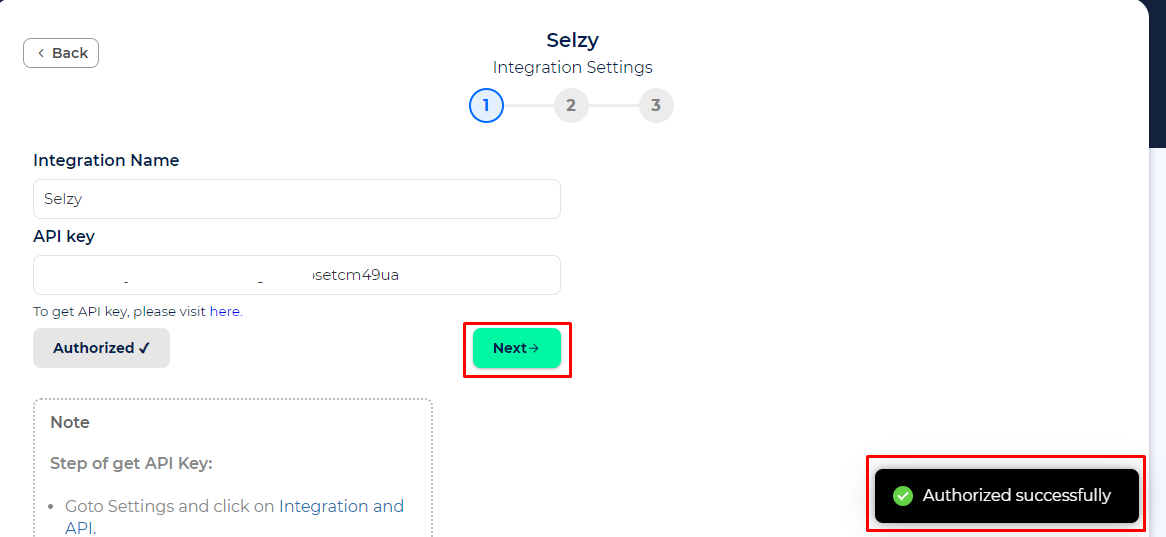 Back
Selzy
Integration Settings
1 2 3
Integration Name
Selzy
API key
setcm49ua
To get API key, please visit here.
Authorized ✓
Next→
Note
Step of get API Key:
Goto Settings and click on Integration and
API.
Authorized successfully